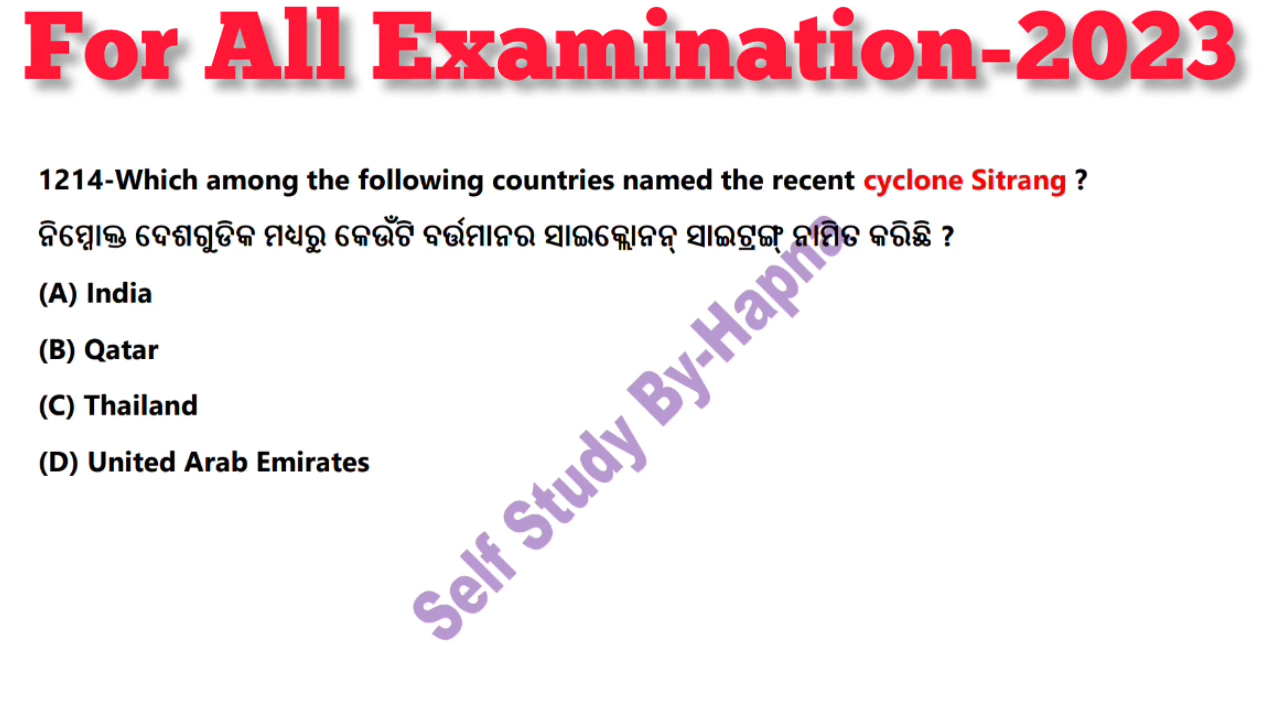 For All Examination-2023
1214-Which among the following countries named the recent cyclone Sitrang ?
ନିମ୍ନୋକ୍ତ ଦେଶଗୁଡିକ ମଧ୍ୟରୁ କେଉଁଟି ବର୍ତ୍ତମାନର ସାଇକ୍ଲୋନନ୍ ସାଇଟ୍ରଙ୍ଗ୍ ନାମିତ କରିଛି ?
(A) India
(B) Qatar
(C) Thailand
(D) United Arab Emirates
Self Study By-Hapna